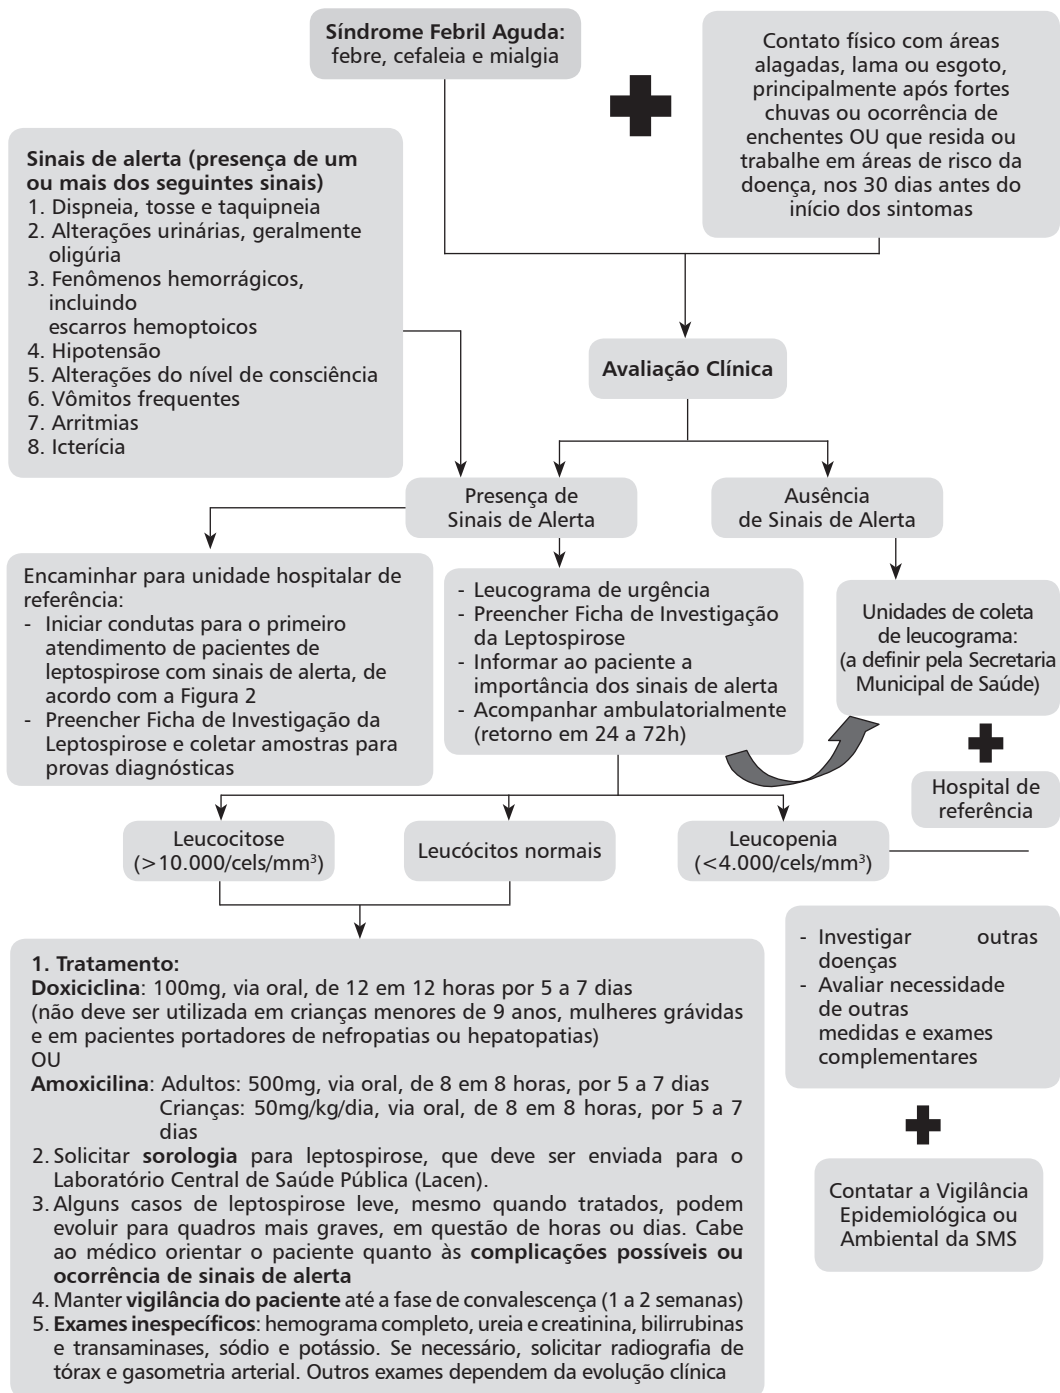 Síndrome Febril Aguda:
febre, cefaleia e mialgia
Contato físico com áreas
alagadas, lama ou esgoto,
principalmente após fortes
chuvas ou ocorrência de
enchentes OU que resida ou
trabalhe em áreas de risco da
doença, nos 30 dias antes do
início dos sintomas
Sinais de alerta (presença de um
ou mais dos seguintes sinais)
1. Dispneia, tosse e taquipneia
2. Alterações urinárias, geralmente
oligúria
3. Fenômenos hemorrágicos,
incluindo
escarros hemoptoicos
4. Hipotensão
5. Alterações do nível de consciência
6. Vômitos frequentes
7. Arritmias
8. Icterícia
Avaliação Clínica
Presença de
Sinais de Alerta
Ausência
de Sinais de Alerta
Encaminhar para unidade hospitalar de
referência:
- Iniciar condutas para o primeiro
atendimento de pacientes de
leptospirose com sinais de alerta, de
acordo com a Figura 2
- Preencher Ficha de Investigação da
Leptospirose e coletar amostras para
provas diagnósticas
- Leucograma de urgência
- Preencher Ficha de Investigação
da Leptospirose
- Informar ao paciente a
importância dos sinais de alerta
- Acompanhar ambulatorialmente
(retorno em 24 a 72h)
Unidades de coleta
de leucograma:
(a definir pela Secretaria
Municipal de Saúde)
Hospital de
referência
Leucocitose
(>10.000/cels/mm³)
Leucócitos normais
Leucopenia
(<4.000/cels/mm³)
1. Tratamento:
Doxiciclina: 100mg, via oral, de 12 em 12 horas por 5 a 7 dias
(não deve ser utilizada em crianças menores de 9 anos, mulheres grávidas
e em pacientes portadores de nefropatias ou hepatopatias)
OU
Amoxicilina: Adultos: 500mg, via oral, de 8 em 8 horas, por 5 a 7 dias
Crianças: 50mg/kg/dia, via oral, de 8 em 8 horas, por 5 a 7
dias
2. Solicitar sorologia para leptospirose, que deve ser enviada para o
Laboratório Central de Saúde Pública (Lacen).
3. Alguns casos de leptospirose leve, mesmo quando tratados, podem
evoluir para quadros mais graves, em questão de horas ou dias. Cabe
ao médico orientar o paciente quanto às complicações possíveis ou
ocorrência de sinais de alerta
4. Manter vigilância do paciente até a fase de convalescença (1 a 2 semanas)
5. Exames inespecíficos: hemograma completo, ureia e creatinina, bilirrubinas
e transaminases, sódio e potássio. Se necessário, solicitar radiografia de
tórax e gasometria arterial. Outros exames dependem da evolução clínica
- Investigar outras
doenças
- Avaliar necessidade
de outras
medidas e exames
complementares
Contatar a Vigilância
Epidemiológica ou
Ambiental da SMS